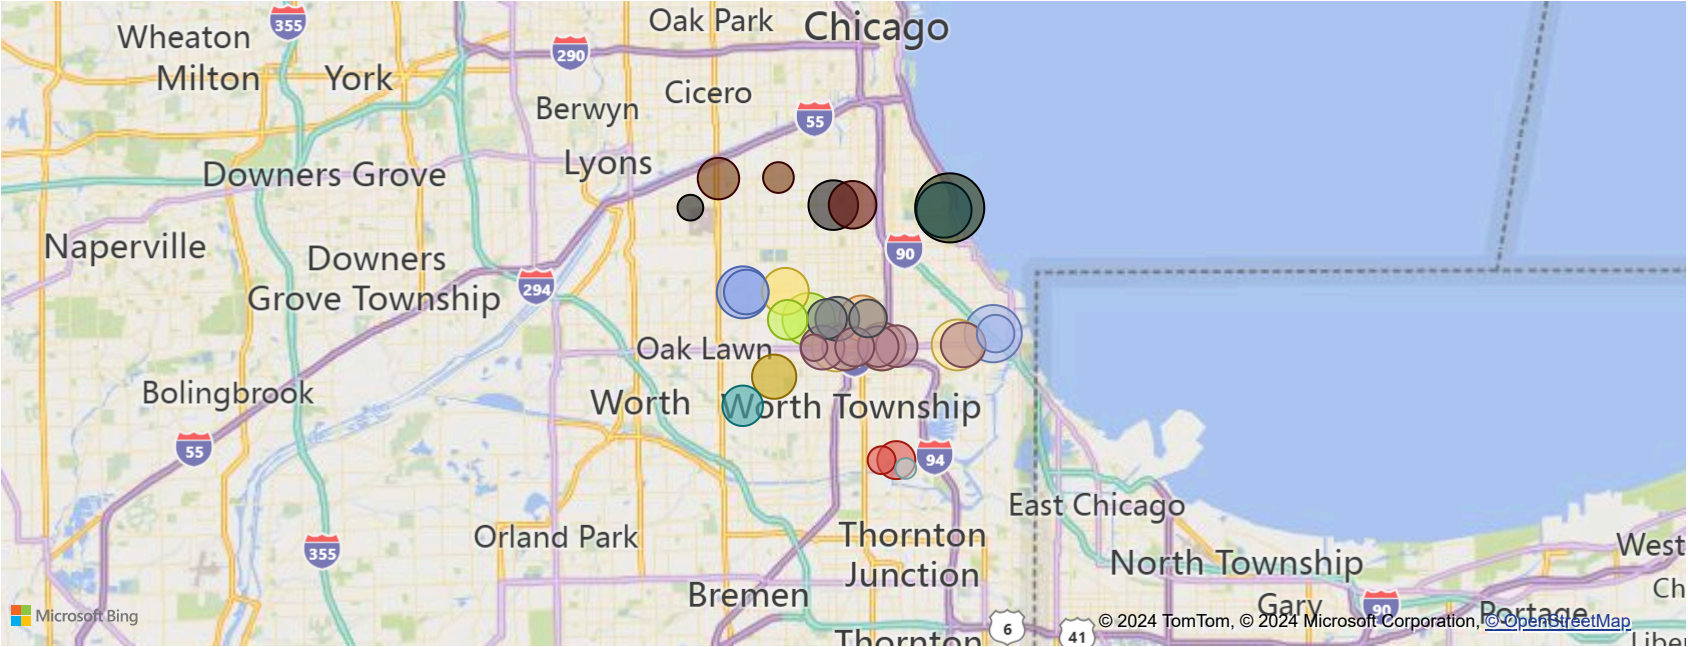 Wheaton
355
Oak Park
Chicago
290
Milton
York
Cicero
Berwyn
55
Lyons
Downers Grove
Naperville
Downers
Grove Township
294
90
Oak Lawn
Bolingbrook
Worth
Worth Township
55
94
East Chicago
355
Orland Park
Thornton
Junction
North Township
West
Bremen
Ch
Gary
90
Portage
Microsoft Bing
6
41
© 2024 TomTom, © 2024 Microsoft Corporation, © OpenStreetMap
Thornton
Liber